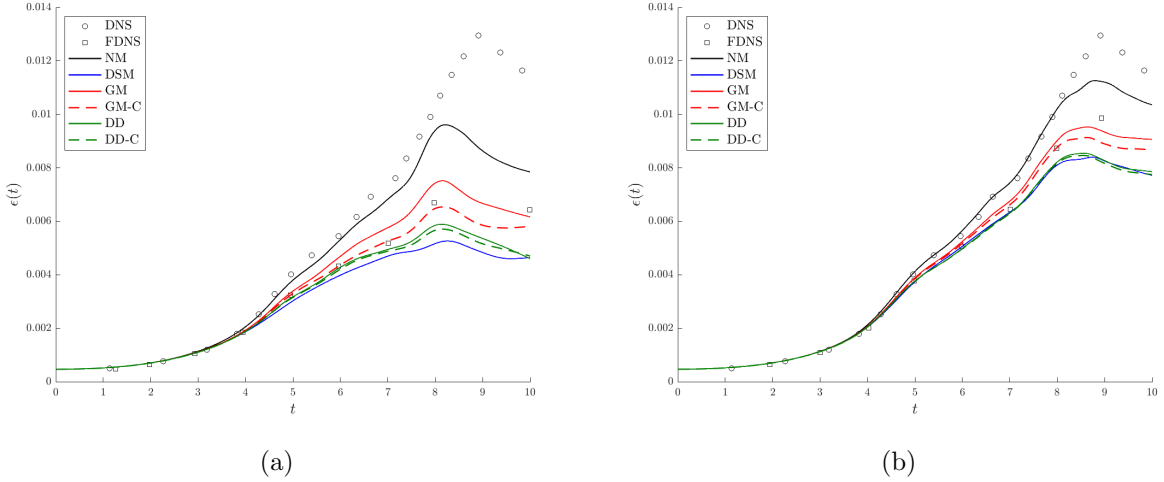 0.014
0.012
0.01
0.008
0.006
0.004
0.002
0
ϵ(t)
DNS
FDNS
NM
DSM
GM
GM-C
DD
DD-C
0 1 2 3 4 5 6 7 8 9 10
t
(a)
0.014
0.012
0.01
0.008
0.006
0.004
0.002
0
ϵ(t)
DNS
FDNS
NM
DSM
GM
GM-C
DD
DD-C
0 1 2 3 4 5 6 7 8 9 10
t
(b)